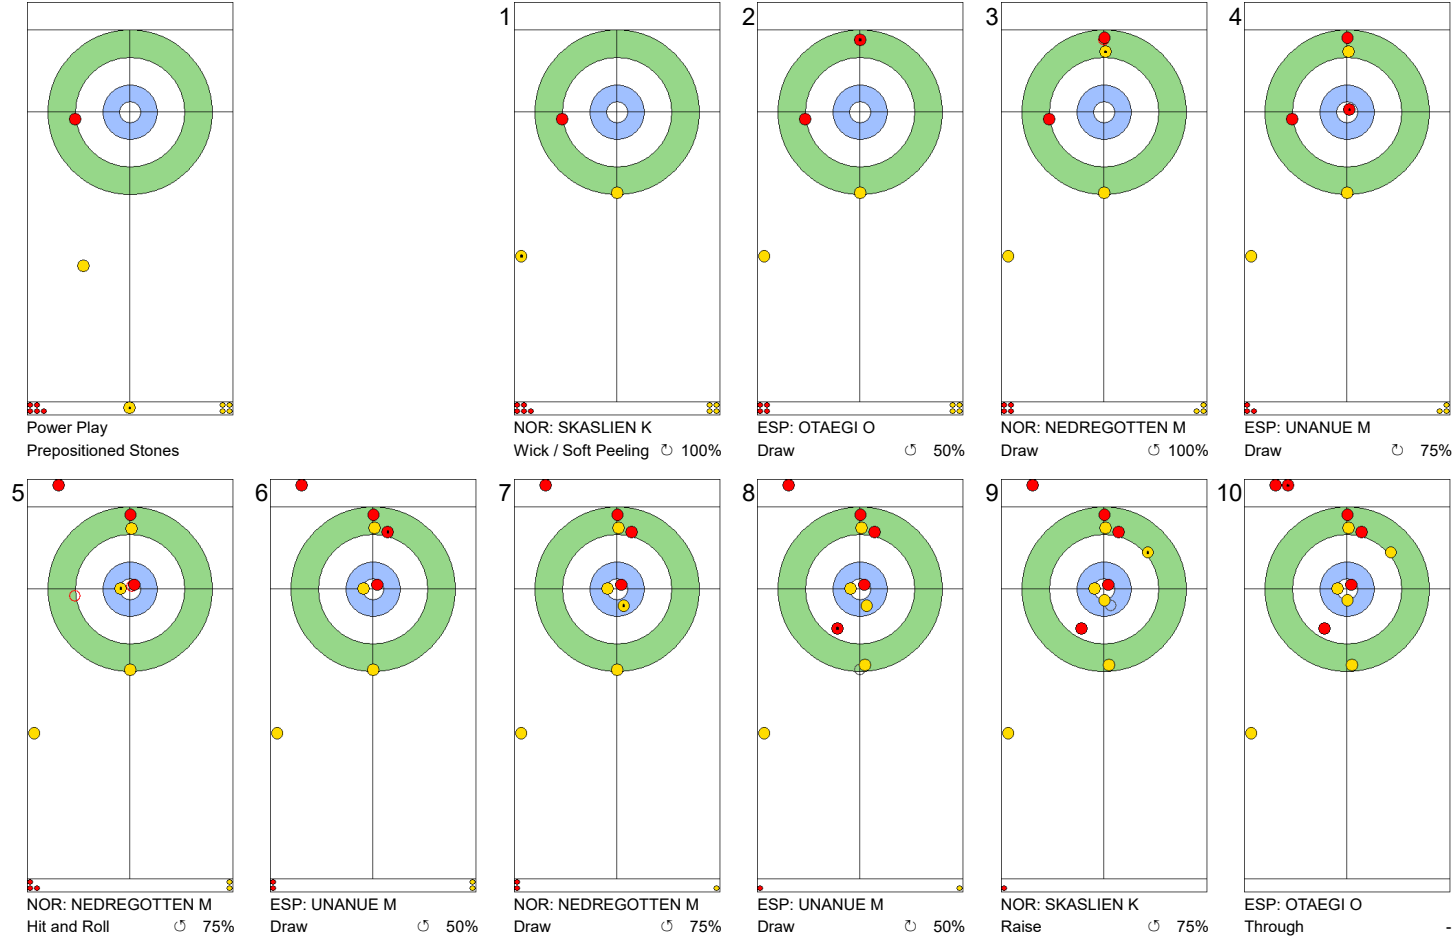 1 2 3 4
Power Play NOR: SKASLIEN K ESP: OTAEGI O NOR: NEDREGOTTEN M ESP: UNANUE M
Prepositioned Stones Wick / Soft Peeling ↻ 100% Draw ↺ 50% Draw ↻ 100% Draw ↺ 75%
5 6 7 8 9 10
NOR: NEDREGOTTEN M ESP: UNANUE M NOR: NEDREGOTTEN M ESP: UNANUE M NOR: SKASLIEN K ESP: OTAEGI O
Hit and Roll ↺ 75% Draw ↺ 50% Draw ↺ 75% Draw ↻ 50% Raise ↺ 75% Through -